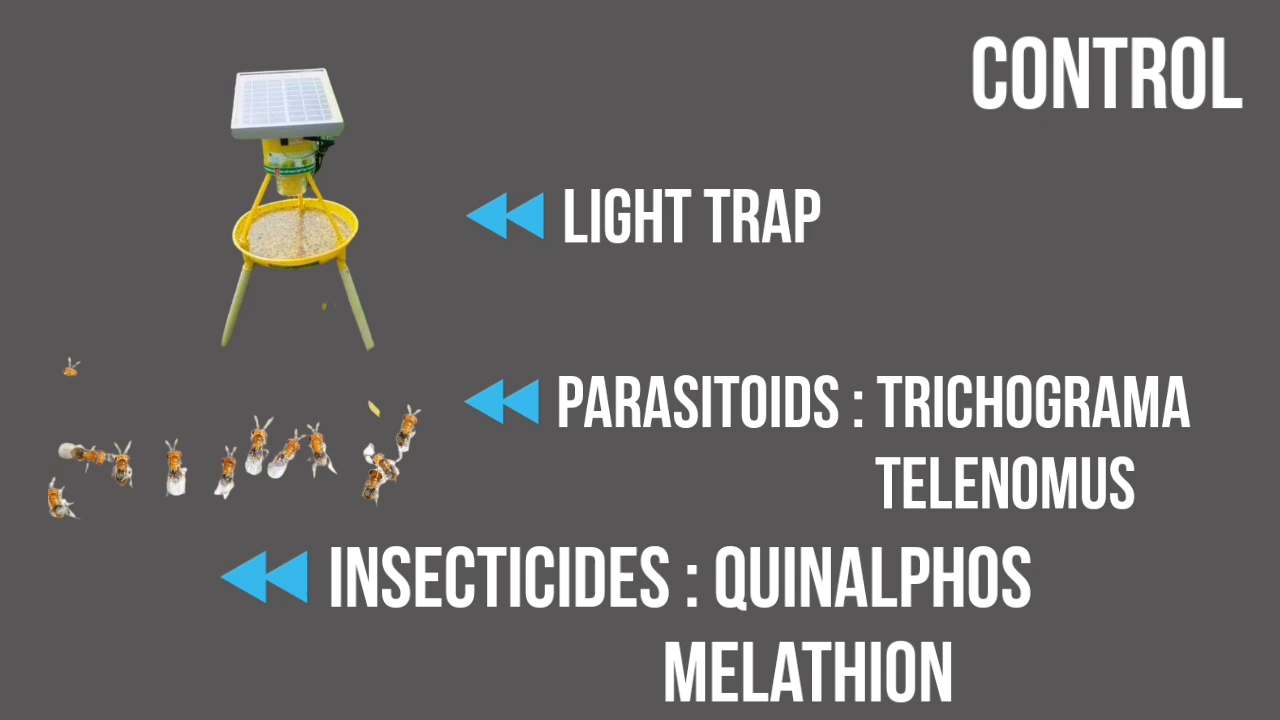 CONTROL
LIGHT TRAP
PARASITOIDS : TRICHOGRAMA
TELENOMUS
INSECTICIDES : QUINALPHOS
MELATHION